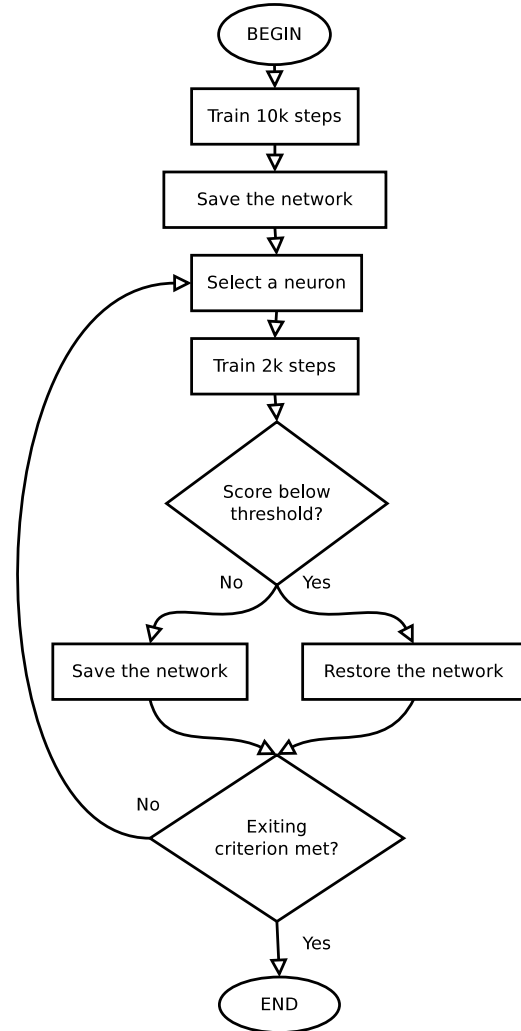 BEGIN
Train 10k steps
Save the network
Select a neuron
Train 2k steps
Score below
threshold?
No
Yes
Save the network
Restore the network
No
Exiting
criterion met?
Yes
END